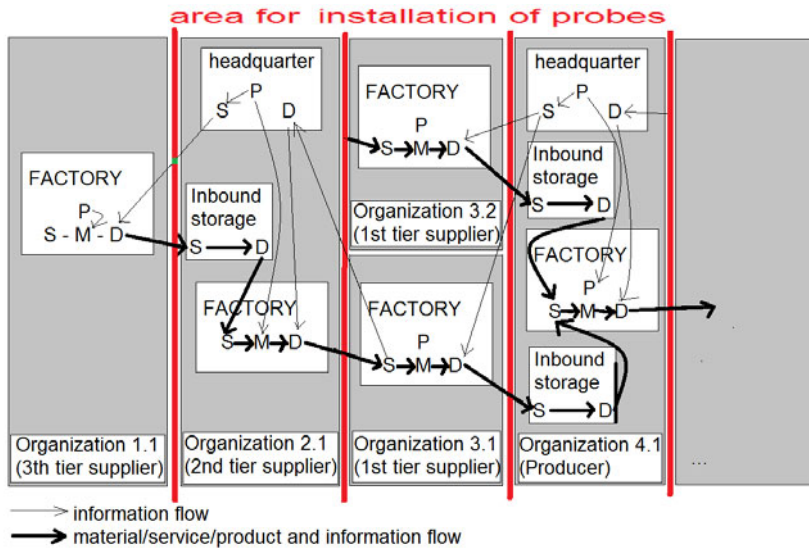 area for installation of probes
FACTORY
P
S - M - D
Organization 1.1
(3th tier supplier)
headquarter
P
S D
Inbound
storage
S D
FACTORY
S M D
Organization 2.1
(2nd tier supplier)
FACTORY
P
S M D
Organization 3.2
(1st tier supplier)
FACTORY
P
S M D
Organization 3.1
(1st tier supplier)
headquarter
P
S D
Inbound
storage
S D
FACTORY
P
S M D
Inbound
storage
S D
Organization 4.1
(Producer)
...
information flow
material/service/product and information flow